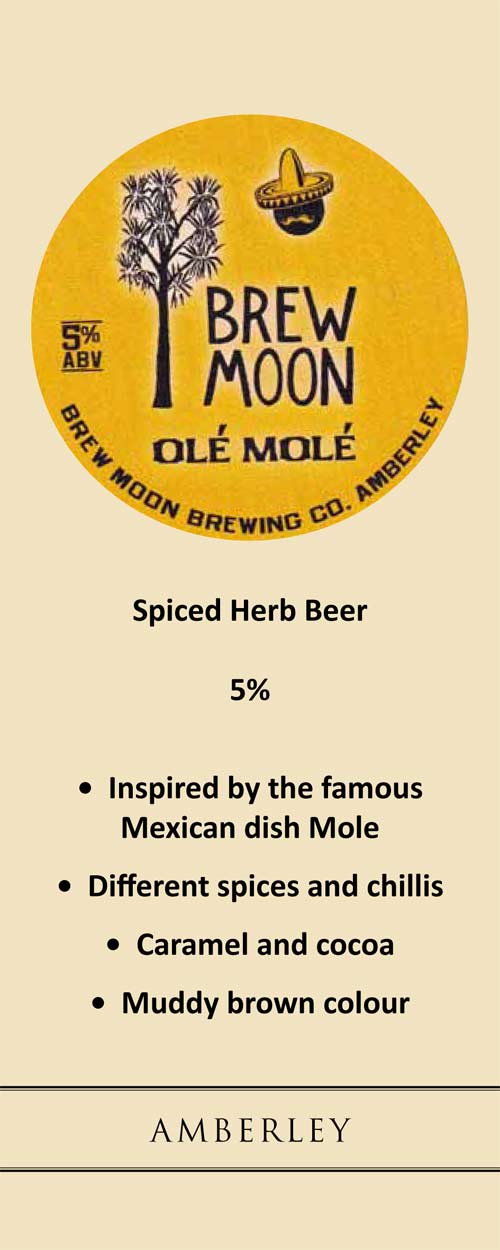 5%
ABV
BREW
MOON
OLÉ MOLÉ
BREW MOON BREWING CO. AMBERLEY
Spiced Herb Beer
5%
• Inspired by the famous
Mexican dish Mole
• Different spices and chillis
• Caramel and cocoa
• Muddy brown colour
AMBERLEY